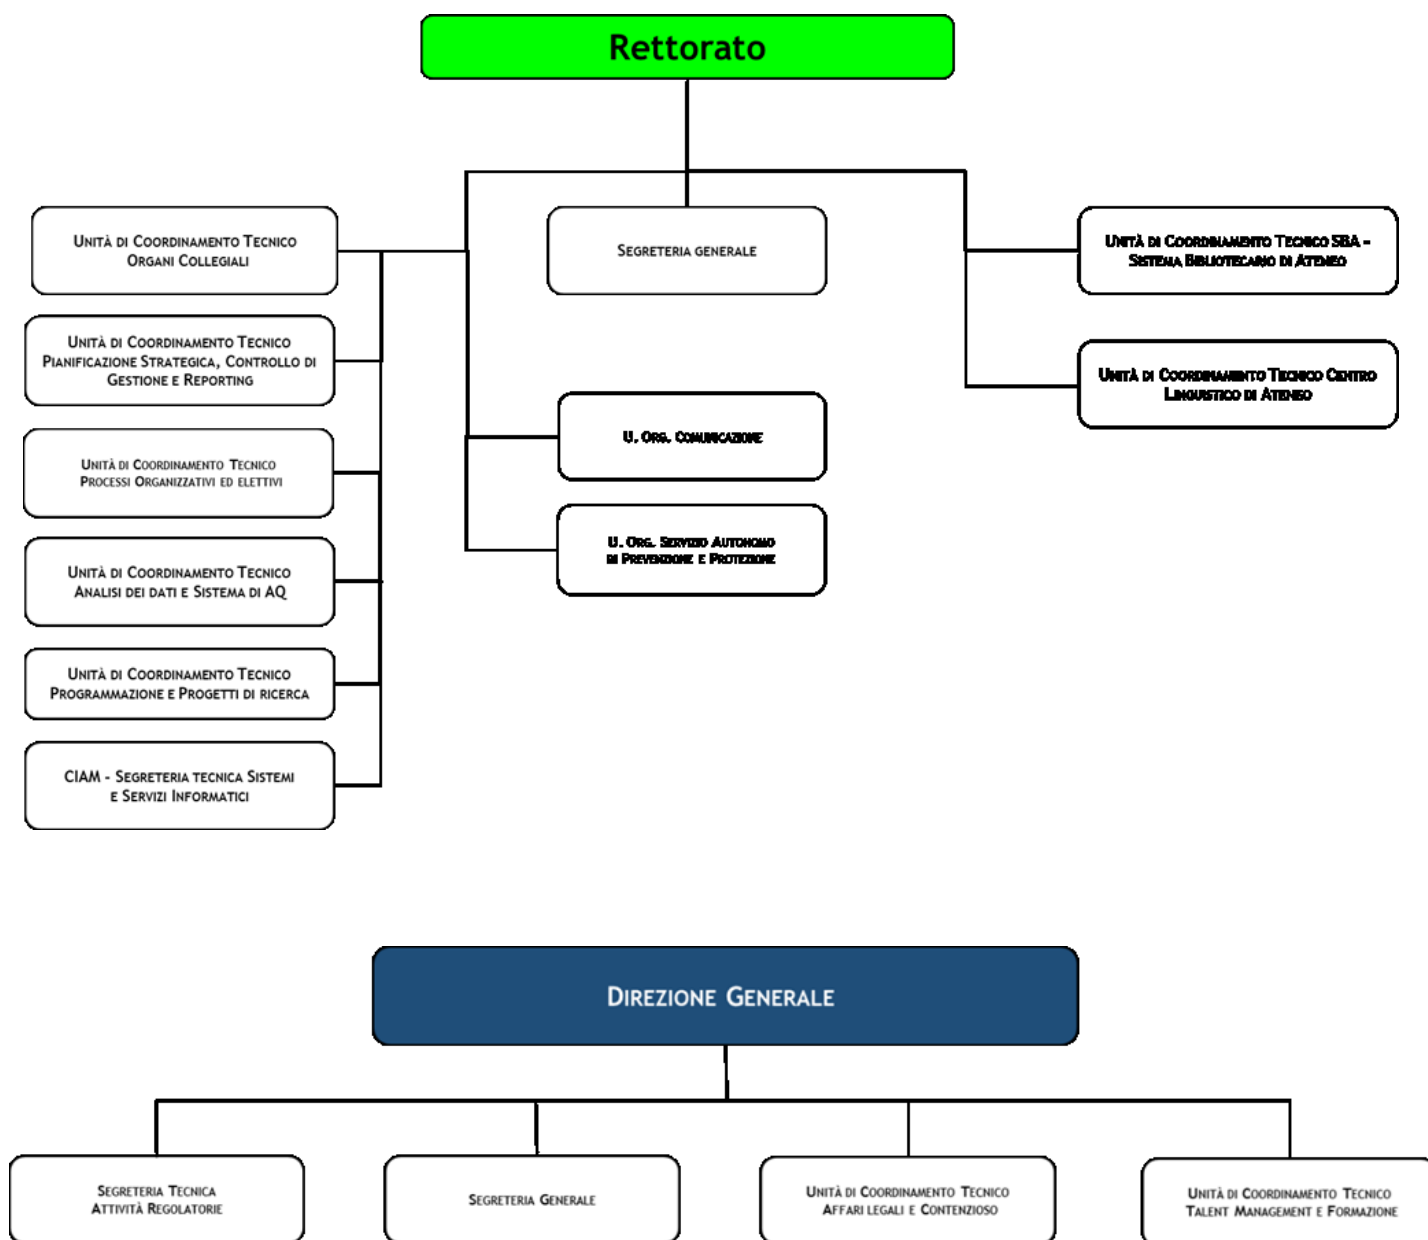 Rettorato
Unità di Coordinamento Tecnico
Organi Collegiali
Segreteria generale
Unità di Coordinamento Tecnico SBA –
Sistema Bibliotecario di Ateneo
Unità di Coordinamento Tecnico
Pianificazione Strategica, Controllo di
Gestione e Reporting
Unità di Coordinamento Tecnico Centro
Linguistico di Ateneo
Unità di Coordinamento Tecnico
Processi Organizzativi ed elettivi
U. Org. Comunicazione
Unità di Coordinamento Tecnico
Analisi dei dati e Sistema di AQ
U. Org. Servizio Autonomo
di Prevenzione e Protezione
Unità di Coordinamento Tecnico
Programmazione e Progetti di ricerca
CIAM - Segreteria tecnica Sistemi
e Servizi Informatici
Direzione Generale
Segreteria Tecnica
Attività Regolatorie
Segreteria Generale
Unità di Coordinamento Tecnico
Affari legali e Contenzioso
Unità di Coordinamento Tecnico
Talent Management e Formazione